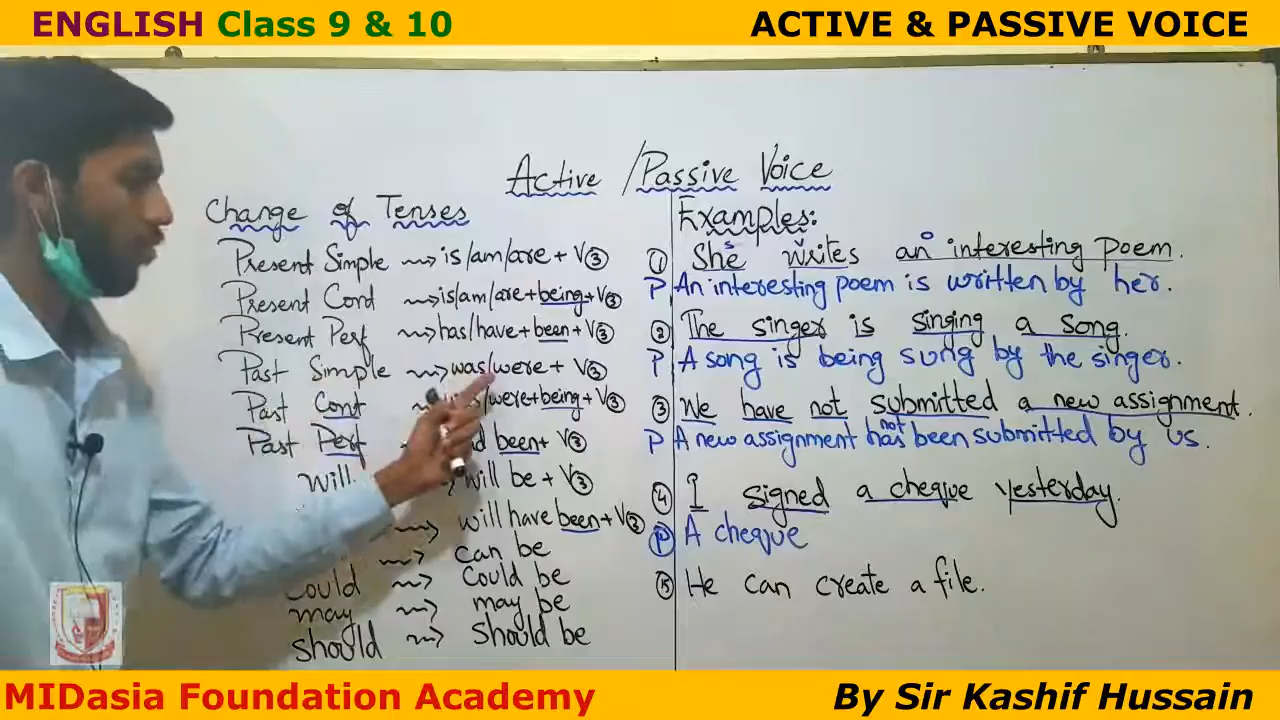 ENGLISH Class 9 & 10
ACTIVE & PASSIVE VOICE
Active / Passive Voice
Change of Tenses
Present Simple ⇝ is/am/are + V③
Present Cont ⇝ is/am/are + being + V③
Present Perf ⇝ has/have + been + V③
Past Simple ⇝ was/were + V③
Past Cont ⇝ /were + being + V③
Past Perf been + V③
Will will be + V③
⇝ will have been + V③
⇝ can be
Could ⇝ Could be
may ⇝ may be
should ⇝ should be
Examples:
S V O
① She writes an interesting poem.
P An interesting poem is written by her.
② The singer is singing a song.
P A song is being sung by the singer.
③ We have not submitted a new assignment.
not
P A new assignment has been submitted by us.
④ I signed a cheque yesterday.
P A cheque
⑤ He can create a file.
MIDasia Foundation Academy
By Sir Kashif Hussain